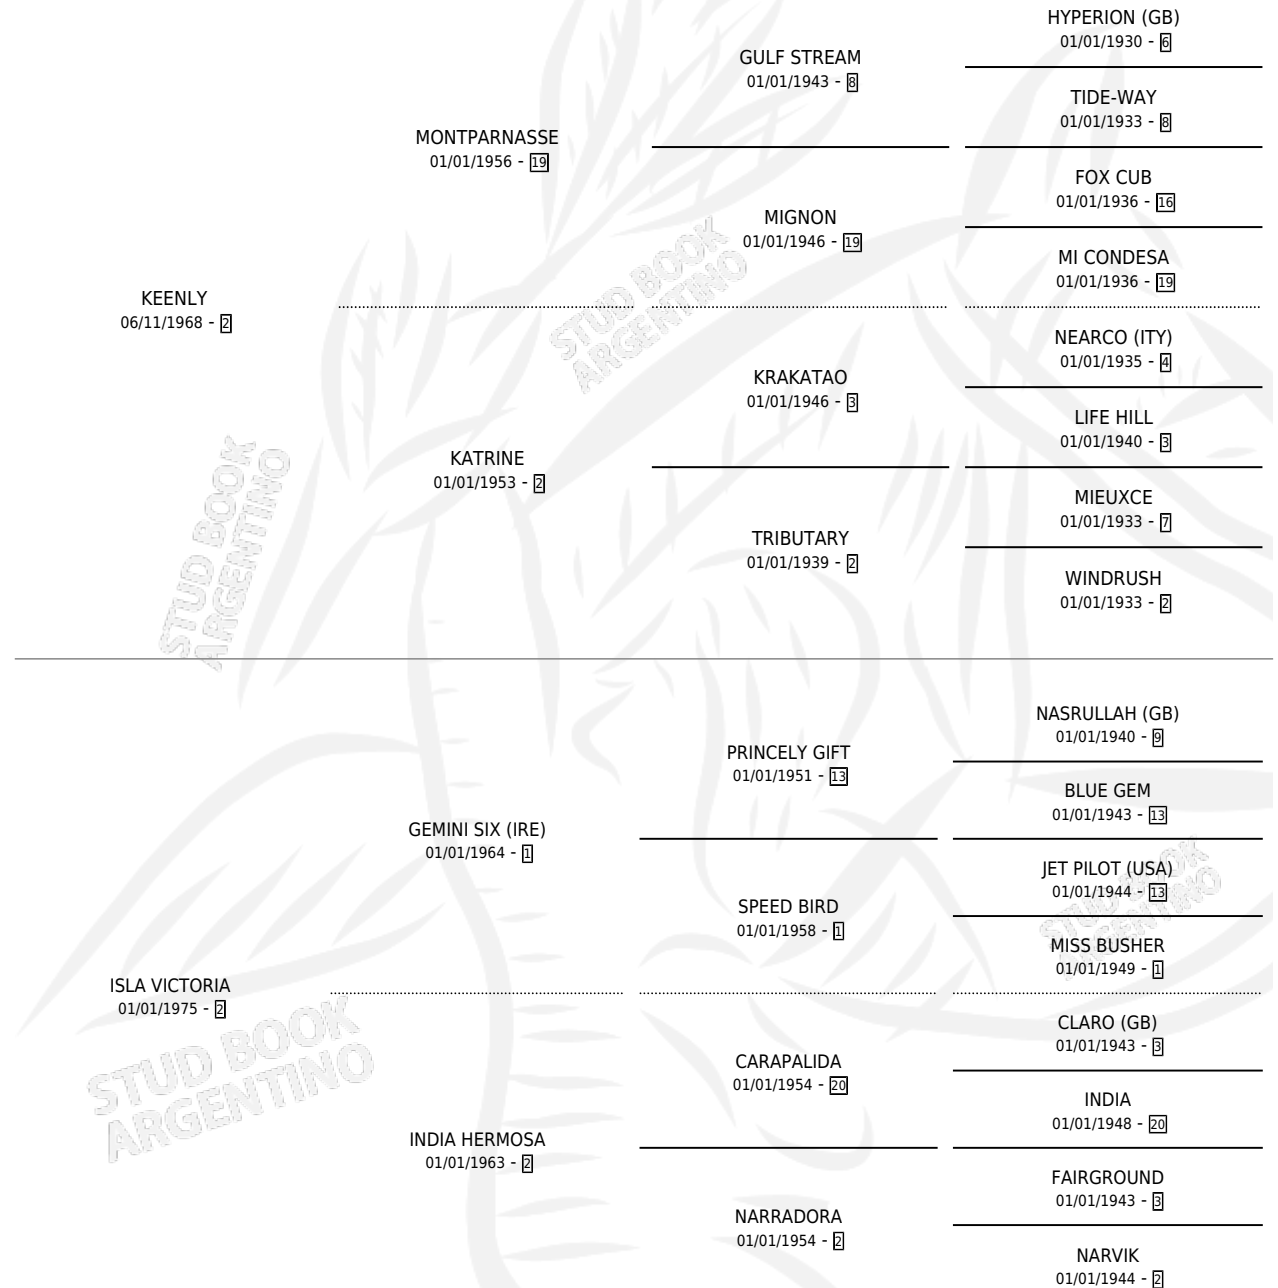 HYPERION (GB)
01/01/1930 - 6
GULF STREAM
01/01/1943 - 8
TIDE-WAY
01/01/1933 - 8
MONTPARNASSE
01/01/1956 - 19
FOX CUB
01/01/1936 - 16
MIGNON
01/01/1946 - 19
MI CONDESA
01/01/1936 - 19
KEENLY
06/11/1968 - 2
NEARCO (ITY)
01/01/1935 - 4
KRAKATAO
01/01/1946 - 3
LIFE HILL
01/01/1940 - 3
KATRINE
01/01/1953 - 2
MIEUXCE
01/01/1933 - 7
TRIBUTARY
01/01/1939 - 2
WINDRUSH
01/01/1933 - 2
STUD BOOK
ARGENTINO
STUD BOOK
ARGENTINO
NASRULLAH (GB)
01/01/1940 - 9
PRINCELY GIFT
01/01/1951 - 13
BLUE GEM
01/01/1943 - 13
GEMINI SIX (IRE)
01/01/1964 - 1
JET PILOT (USA)
01/01/1944 - 13
SPEED BIRD
01/01/1958 - 1
MISS BUSHER
01/01/1949 - 1
STUD BOOK
ARGENTINO
ISLA VICTORIA
01/01/1975 - 2
CLARO (GB)
01/01/1943 - 3
CARAPALIDA
01/01/1954 - 20
INDIA
01/01/1948 - 20
INDIA HERMOSA
01/01/1963 - 2
FAIRGROUND
01/01/1943 - 3
NARRADORA
01/01/1954 - 2
NARVIK
01/01/1944 - 2
STUD BOOK
ARGENTINO